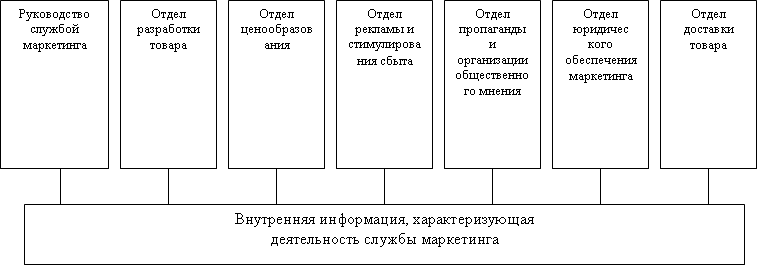 Руководство
службой
маркетинга
Отдел
разработки
товара
Отдел
ценообразов
ания
Отдел
рекламы и
стимулирова
ния сбыта
Отдел
пропаганды
и
организации
общественно
го мнения
Отдел
юридичес
кого
обеспечения
маркетинга
Отдел
доставки
товара
Внутренняя информация, характеризующая
деятельность службы маркетинга